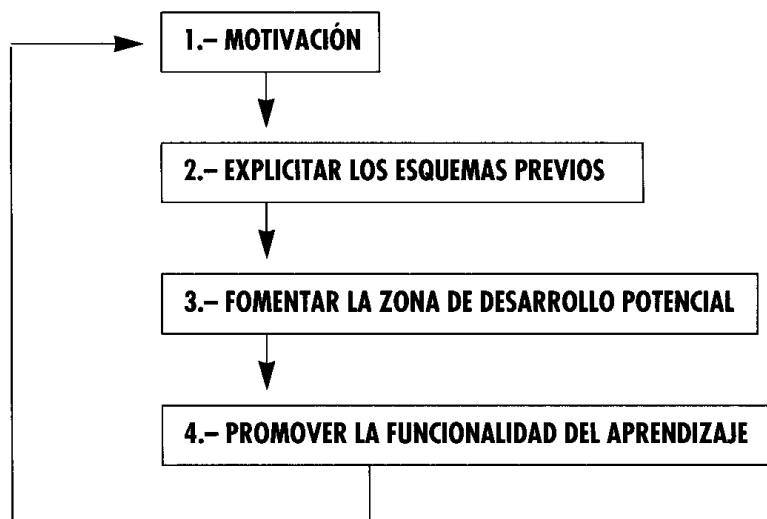 1.– MOTIVACIÓN
2.– EXPLICITAR LOS ESQUEMAS PREVIOS
3.– FOMENTAR LA ZONA DE DESARROLLO POTENCIAL
4.– PROMOVER LA FUNCIONALIDAD DEL APRENDIZAJE